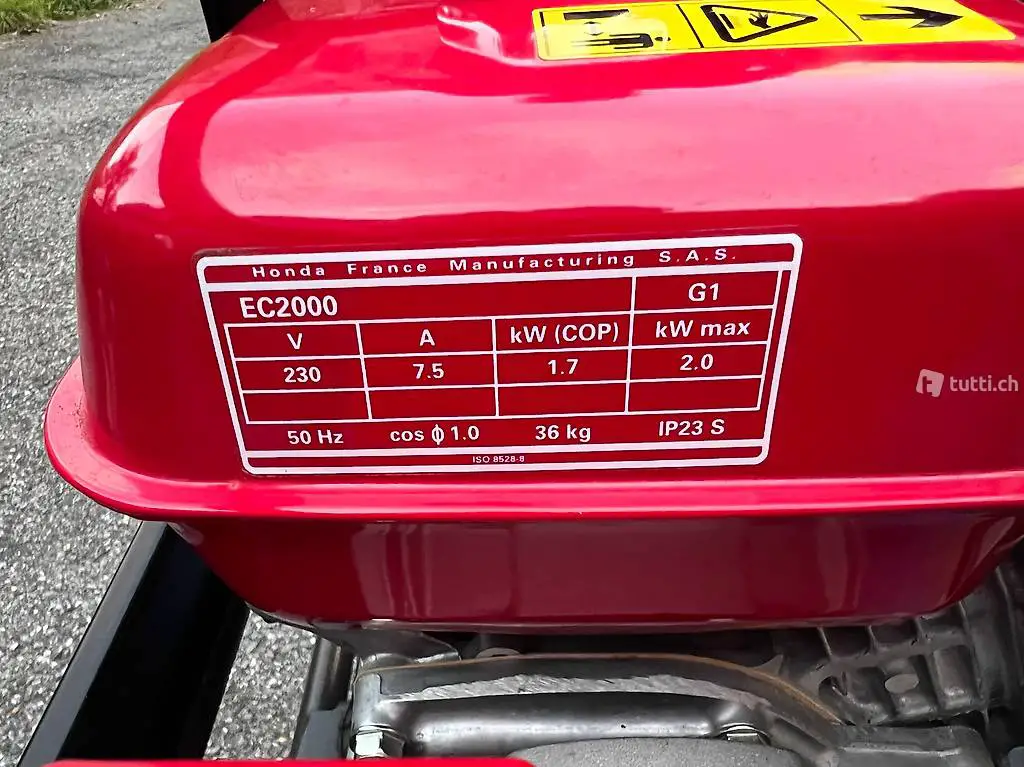 Honda France Manufacturing S.A.S.
EC2000 G1
V A kW (COP) kW max
230 7.5 1.7 2.0
50 Hz cos ϕ 1.0 36 kg IP23 S
ISO 8528-8
tutti.ch